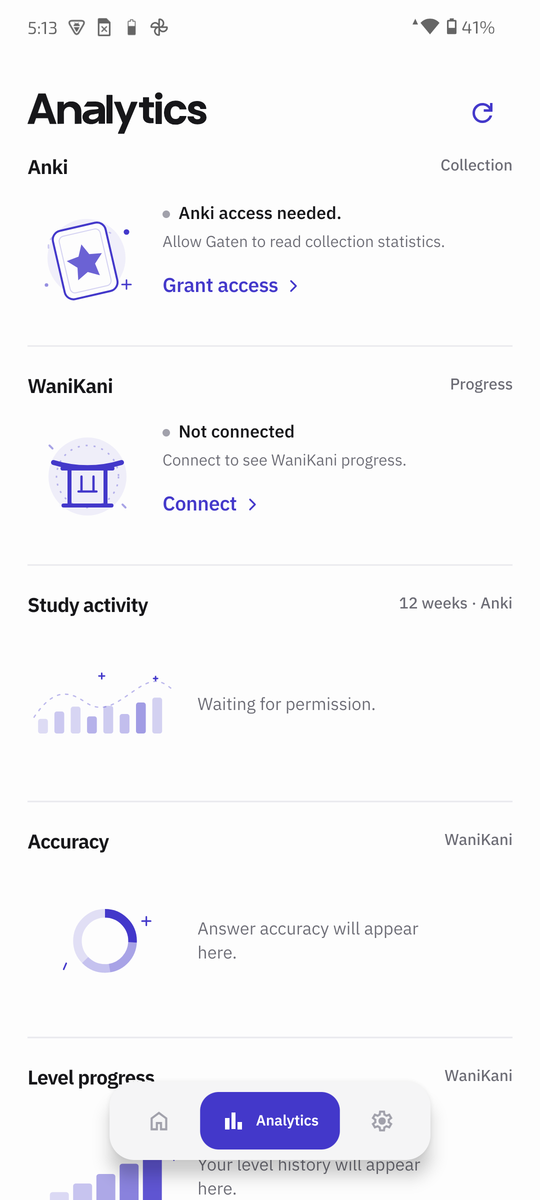 5:13
41%
Analytics
Anki
Collection
Anki access needed.
Allow Gaten to read collection statistics.
Grant access
WaniKani
Progress
Not connected
Connect to see WaniKani progress.
Connect
Study activity
12 weeks · Anki
Waiting for permission.
Accuracy
WaniKani
Answer accuracy will appear
here.
Level progress
WaniKani
Analytics
Your level history will appear
here.